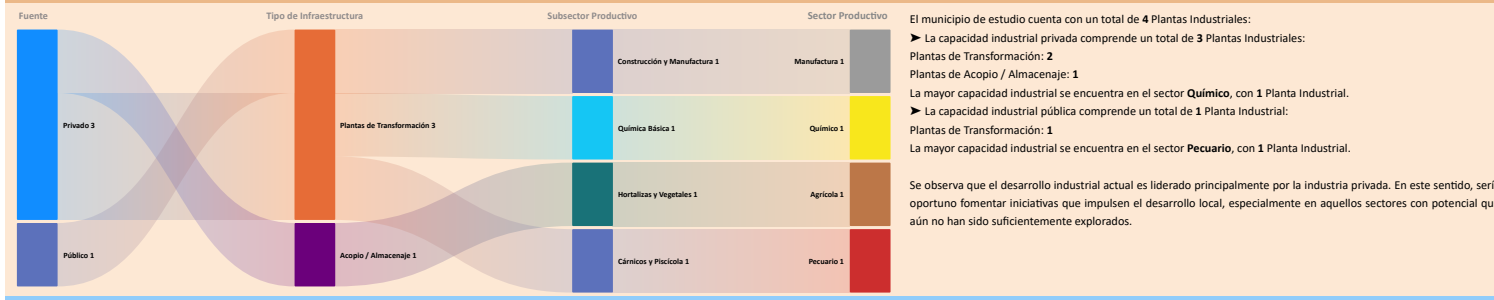 Fuente
Tipo de Infraestructura
Subsector Productivo
Sector Productivo
Privado 3
Público 1
Plantas de Transformación 3
Acopio / Almacenaje 1
Construcción y Manufactura 1
Química Básica 1
Hortalizas y Vegetales 1
Cárnicos y Piscícola 1
Manufactura 1
Químico 1
Agrícola 1
Pecuario 1
El municipio de estudio cuenta con un total de 4 Plantas Industriales:
➤ La capacidad industrial privada comprende un total de 3 Plantas Industriales:
Plantas de Transformación: 2
Plantas de Acopio / Almacenaje: 1
La mayor capacidad industrial se encuentra en el sector Químico, con 1 Planta Industrial.
➤ La capacidad industrial pública comprende un total de 1 Planta Industrial:
Plantas de Transformación: 1
La mayor capacidad industrial se encuentra en el sector Pecuario, con 1 Planta Industrial.
Se observa que el desarrollo industrial actual es liderado principalmente por la industria privada. En este sentido, serí
oportuno fomentar iniciativas que impulsen el desarrollo local, especialmente en aquellos sectores con potencial qu
aún no han sido suficientemente explorados.